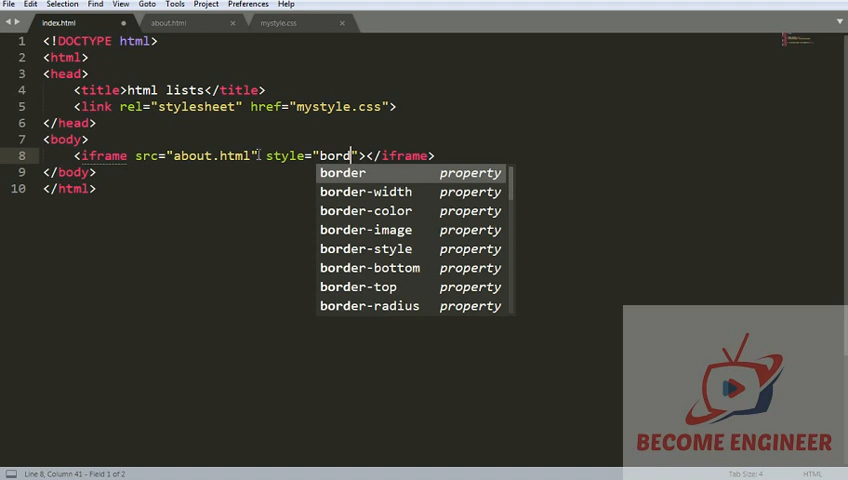 File Edit Selection Find View Goto Tools Project Preferences Help
index.html about.html mystyle.css
1 <!DOCTYPE html>
2 <html>
3 <head>
4 <title>html lists</title>
5 <link rel="stylesheet" href="mystyle.css">
6 </head>
7 <body>
8 <iframe src="about.html" style="bord"></iframe>
9 </body>
10 </html>
border property
border-width property
border-color property
border-image property
border-style property
border-bottom property
border-top property
border-radius property
BECOME ENGINEER
Line 8, Column 41 - Field 1 of 2 Tab Size: 4 HTML